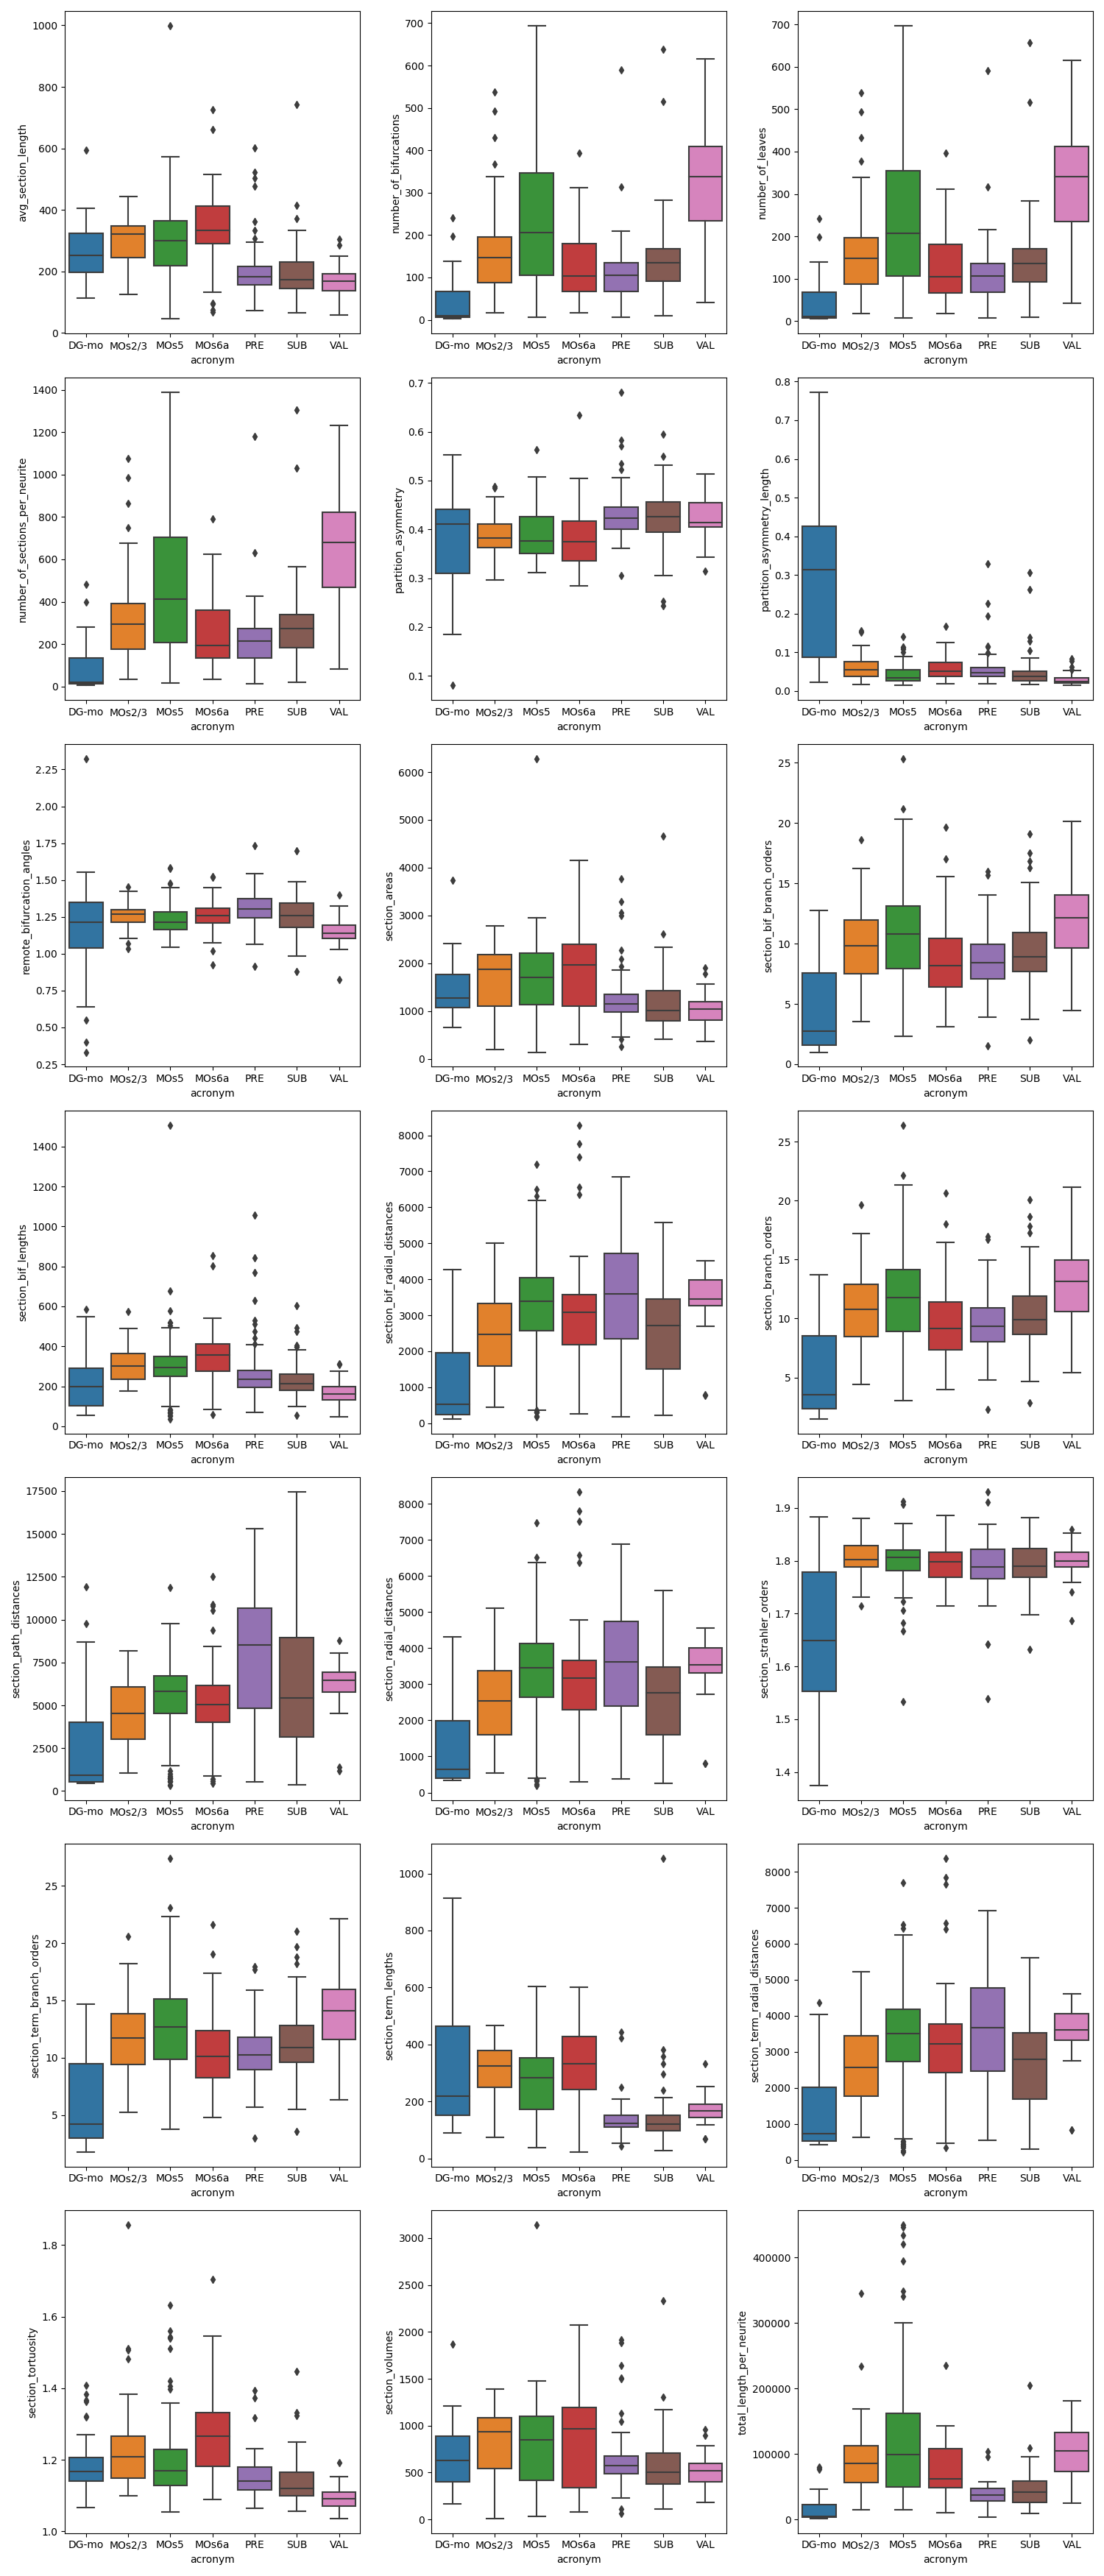 avg_section_length
1000
800
600
400
200
0
DG-mo MOs2/3 MOs5 MOs6a PRE SUB VAL
acronym
number_of_bifurcations
700
600
500
400
300
200
100
0
DG-mo MOs2/3 MOs5 MOs6a PRE SUB VAL
acronym
number_of_leaves
700
600
500
400
300
200
100
0
DG-mo MOs2/3 MOs5 MOs6a PRE SUB VAL
acronym
number_of_sections_per_neurite
1400
1200
1000
800
600
400
200
0
DG-mo MOs2/3 MOs5 MOs6a PRE SUB VAL
acronym
partition_asymmetry
0.7
0.6
0.5
0.4
0.3
0.2
0.1
DG-mo MOs2/3 MOs5 MOs6a PRE SUB VAL
acronym
partition_asymmetry_length
0.8
0.7
0.6
0.5
0.4
0.3
0.2
0.1
0.0
DG-mo MOs2/3 MOs5 MOs6a PRE SUB VAL
acronym
remote_bifurcation_angles
2.25
2.00
1.75
1.50
1.25
1.00
0.75
0.50
0.25
DG-mo MOs2/3 MOs5 MOs6a PRE SUB VAL
acronym
section_areas
6000
5000
4000
3000
2000
1000
0
DG-mo MOs2/3 MOs5 MOs6a PRE SUB VAL
acronym
section_bif_branch_orders
25
20
15
10
5
0
DG-mo MOs2/3 MOs5 MOs6a PRE SUB VAL
acronym
section_bif_lengths
1400
1200
1000
800
600
400
200
0
DG-mo MOs2/3 MOs5 MOs6a PRE SUB VAL
acronym
section_bif_radial_distances
8000
7000
6000
5000
4000
3000
2000
1000
0
DG-mo MOs2/3 MOs5 MOs6a PRE SUB VAL
acronym
section_branch_orders
25
20
15
10
5
DG-mo MOs2/3 MOs5 MOs6a PRE SUB VAL
acronym
section_path_distances
17500
15000
12500
10000
7500
5000
2500
0
DG-mo MOs2/3 MOs5 MOs6a PRE SUB VAL
acronym
section_radial_distances
8000
7000
6000
5000
4000
3000
2000
1000
0
DG-mo MOs2/3 MOs5 MOs6a PRE SUB VAL
acronym
section_strahler_orders
1.9
1.8
1.7
1.6
1.5
1.4
DG-mo MOs2/3 MOs5 MOs6a PRE SUB VAL
acronym
section_term_branch_orders
25
20
15
10
5
DG-mo MOs2/3 MOs5 MOs6a PRE SUB VAL
acronym
section_term_lengths
1000
800
600
400
200
0
DG-mo MOs2/3 MOs5 MOs6a PRE SUB VAL
acronym
section_term_radial_distances
8000
7000
6000
5000
4000
3000
2000
1000
0
DG-mo MOs2/3 MOs5 MOs6a PRE SUB VAL
acronym
section_tortuosity
1.8
1.6
1.4
1.2
1.0
DG-mo MOs2/3 MOs5 MOs6a PRE SUB VAL
acronym
section_volumes
3000
2500
2000
1500
1000
500
0
DG-mo MOs2/3 MOs5 MOs6a PRE SUB VAL
acronym
total_length_per_neurite
400000
300000
200000
100000
0
DG-mo MOs2/3 MOs5 MOs6a PRE SUB VAL
acronym